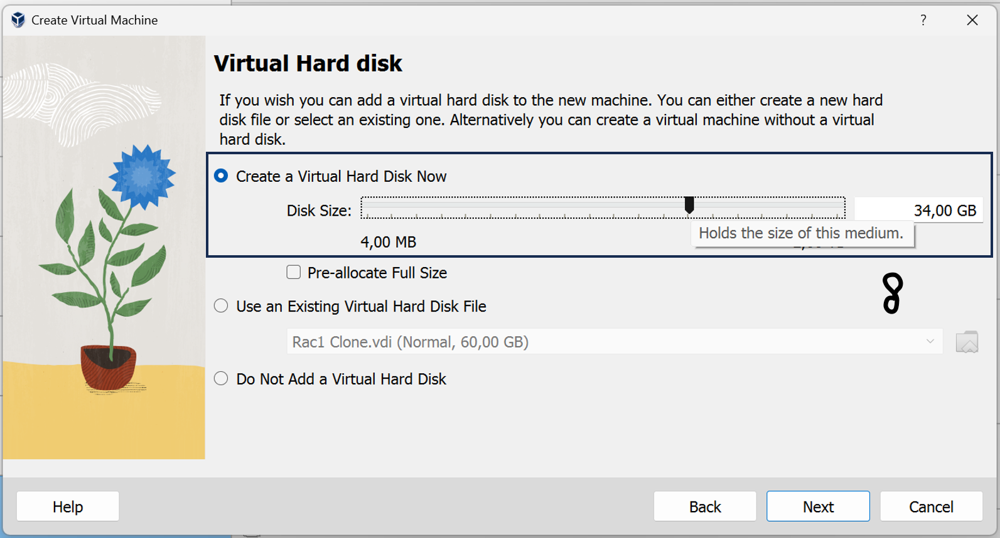 Create Virtual Machine
?
Virtual Hard disk
If you wish you can add a virtual hard disk to the new machine. You can either create a new hard
disk file or select an existing one. Alternatively you can create a virtual machine without a virtual
hard disk.
Create a Virtual Hard Disk Now
Disk Size:
34,00 GB
Holds the size of this medium.
4,00 MB
Pre-allocate Full Size
8
Use an Existing Virtual Hard Disk File
Rac1 Clone.vdi (Normal, 60,00 GB)
Do Not Add a Virtual Hard Disk
Help
Back
Next
Cancel